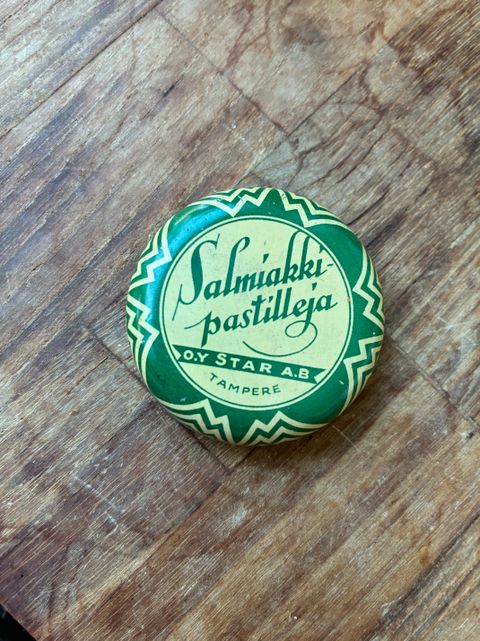 Salmiakki-
pastilleja
O.Y STAR A.B
TAMPERE